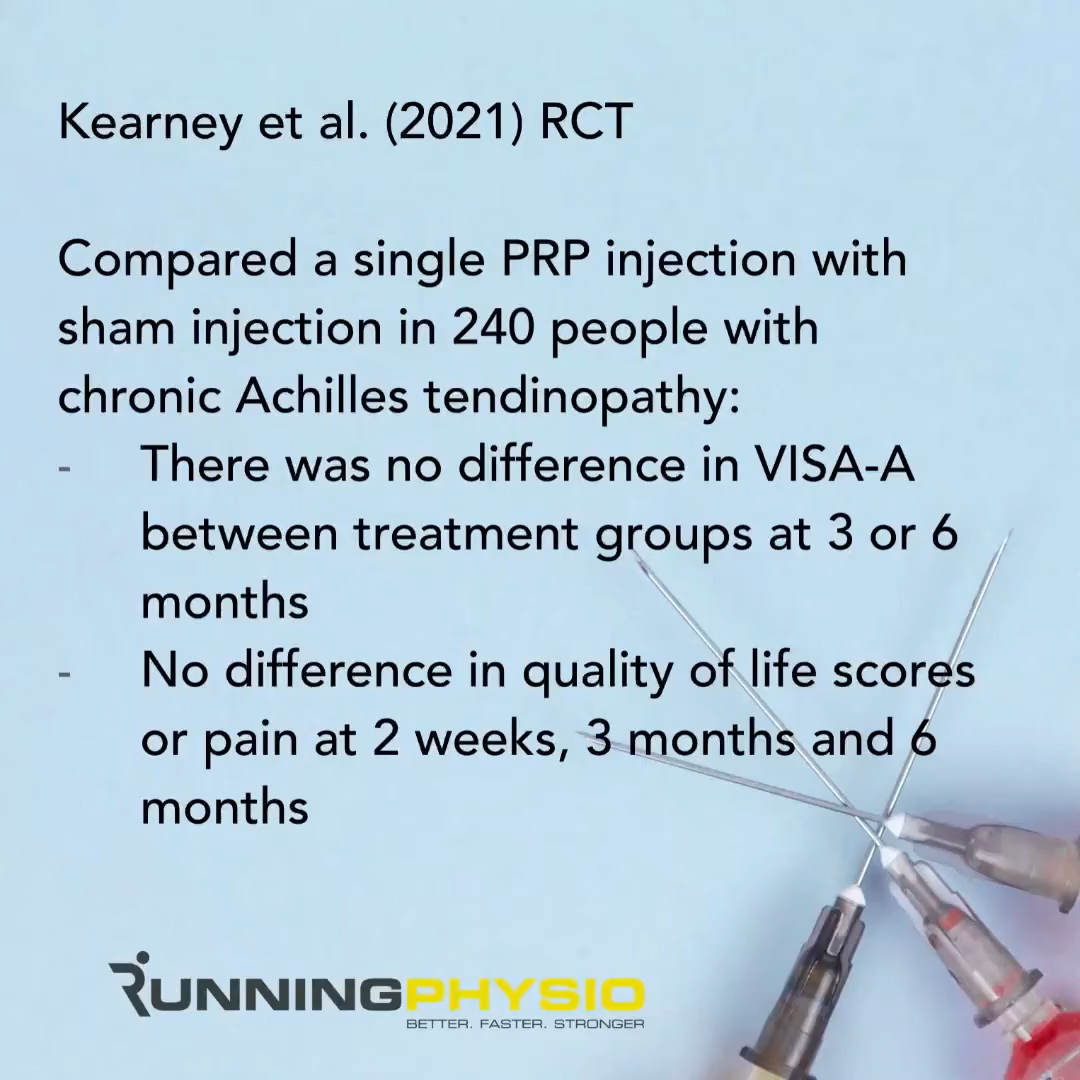 Kearney et al. (2021) RCT
Compared a single PRP injection with
sham injection in 240 people with
chronic Achilles tendinopathy:
- There was no difference in VISA-A
between treatment groups at 3 or 6
months
- No difference in quality of life scores
or pain at 2 weeks, 3 months and 6
months
RUNNINGPHYSIO
BETTER. FASTER. STRONGER